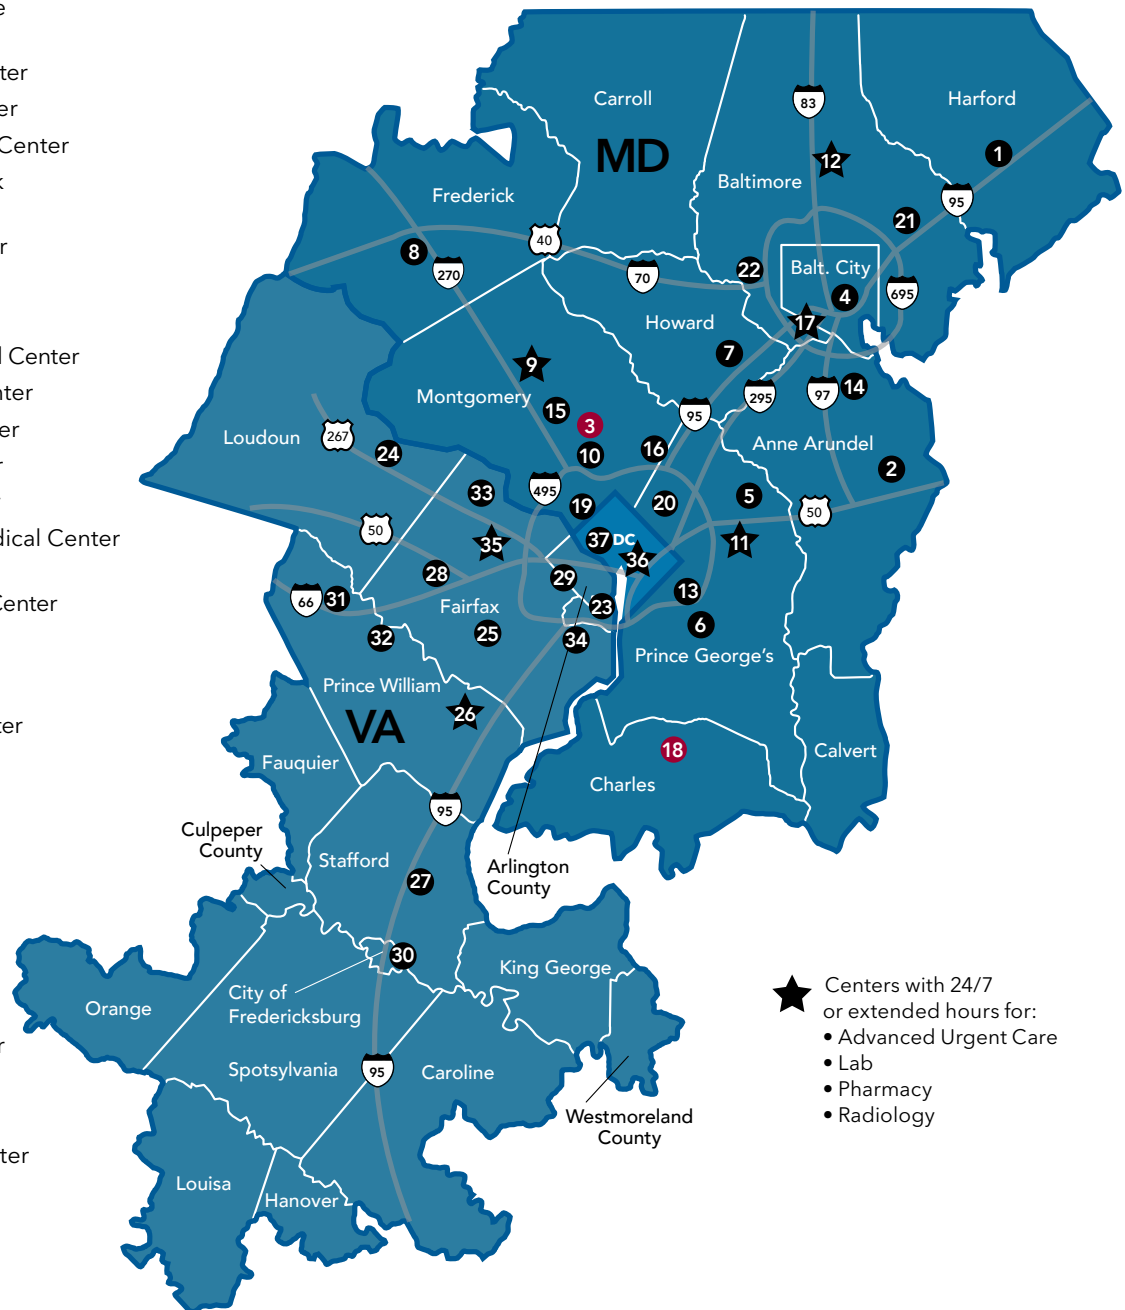 ter
er
Center
r
l Center
nter
er
r
dical Center
Center
ter
r
ter
Carroll
Harford
83
MD
12
1
Baltimore
Frederick
95
21
40
8
270
70
22
Balt. City
4
695
17
Howard
7
9
Montgomery
15
3
295
97
14
95
Loudoun
267
24
10
16
Anne Arundel
2
33
495
19
20
5
50
50
35
37
DC
36
11
28
29
13
66
31
Fairfax
23
32
25
34
6
Prince George's
Prince William
26
VA
18
Calvert
Fauquier
Charles
95
Culpeper
County
Stafford
27
Arlington
County
30
King George
City of
Fredericksburg
Orange
Spotsylvania
95
Caroline
Westmoreland
County
Louisa
Hanover
Centers with 24/7
or extended hours for:
• Advanced Urgent Care
• Lab
• Pharmacy
• Radiology